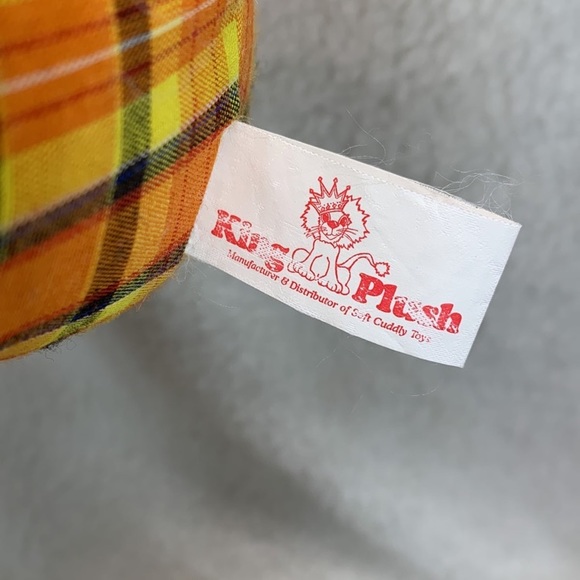 King Plush
Manufacturer & Distributor of Soft Cuddly Toys